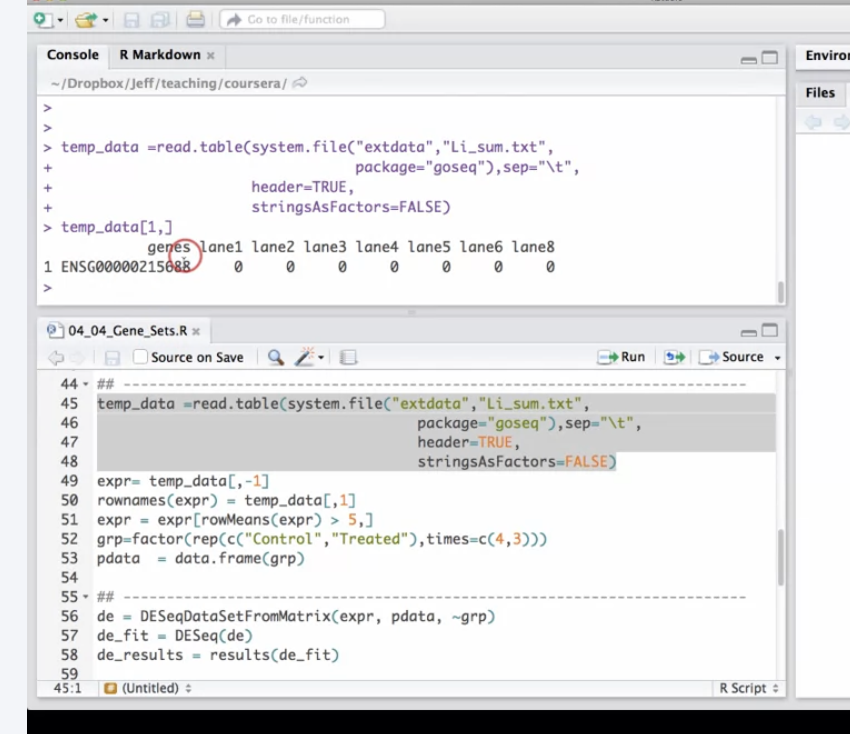 Go to file/function
Console R Markdown
~/Dropbox/Jeff/teaching/coursera/
>
>
> temp_data =read.table(system.file("extdata","Li_sum.txt",
+ package="goseq"),sep="\t",
+ header=TRUE,
+ stringsAsFactors=FALSE)
> temp_data[1,]
genes lane1 lane2 lane3 lane4 lane5 lane6 lane8
1 ENSG00000215688 0 0 0 0 0 0 0
>
Environ
Files
04_04_Gene_Sets.R
Source on Save Run Source
44 ## -----------------------------------------------------------------------
45 temp_data =read.table(system.file("extdata","Li_sum.txt",
46 package="goseq"),sep="\t",
47 header=TRUE,
48 stringsAsFactors=FALSE)
49 expr= temp_data[,-1]
50 rownames(expr) = temp_data[,1]
51 expr = expr[rowMeans(expr) > 5,]
52 grp=factor(rep(c("Control","Treated"),times=c(4,3)))
53 pdata = data.frame(grp)
54
55 ## -----------------------------------------------------------------------
56 de = DESeqDataSetFromMatrix(expr, pdata, ~grp)
57 de_fit = DESeq(de)
58 de_results = results(de_fit)
59
45:1 (Untitled) R Script